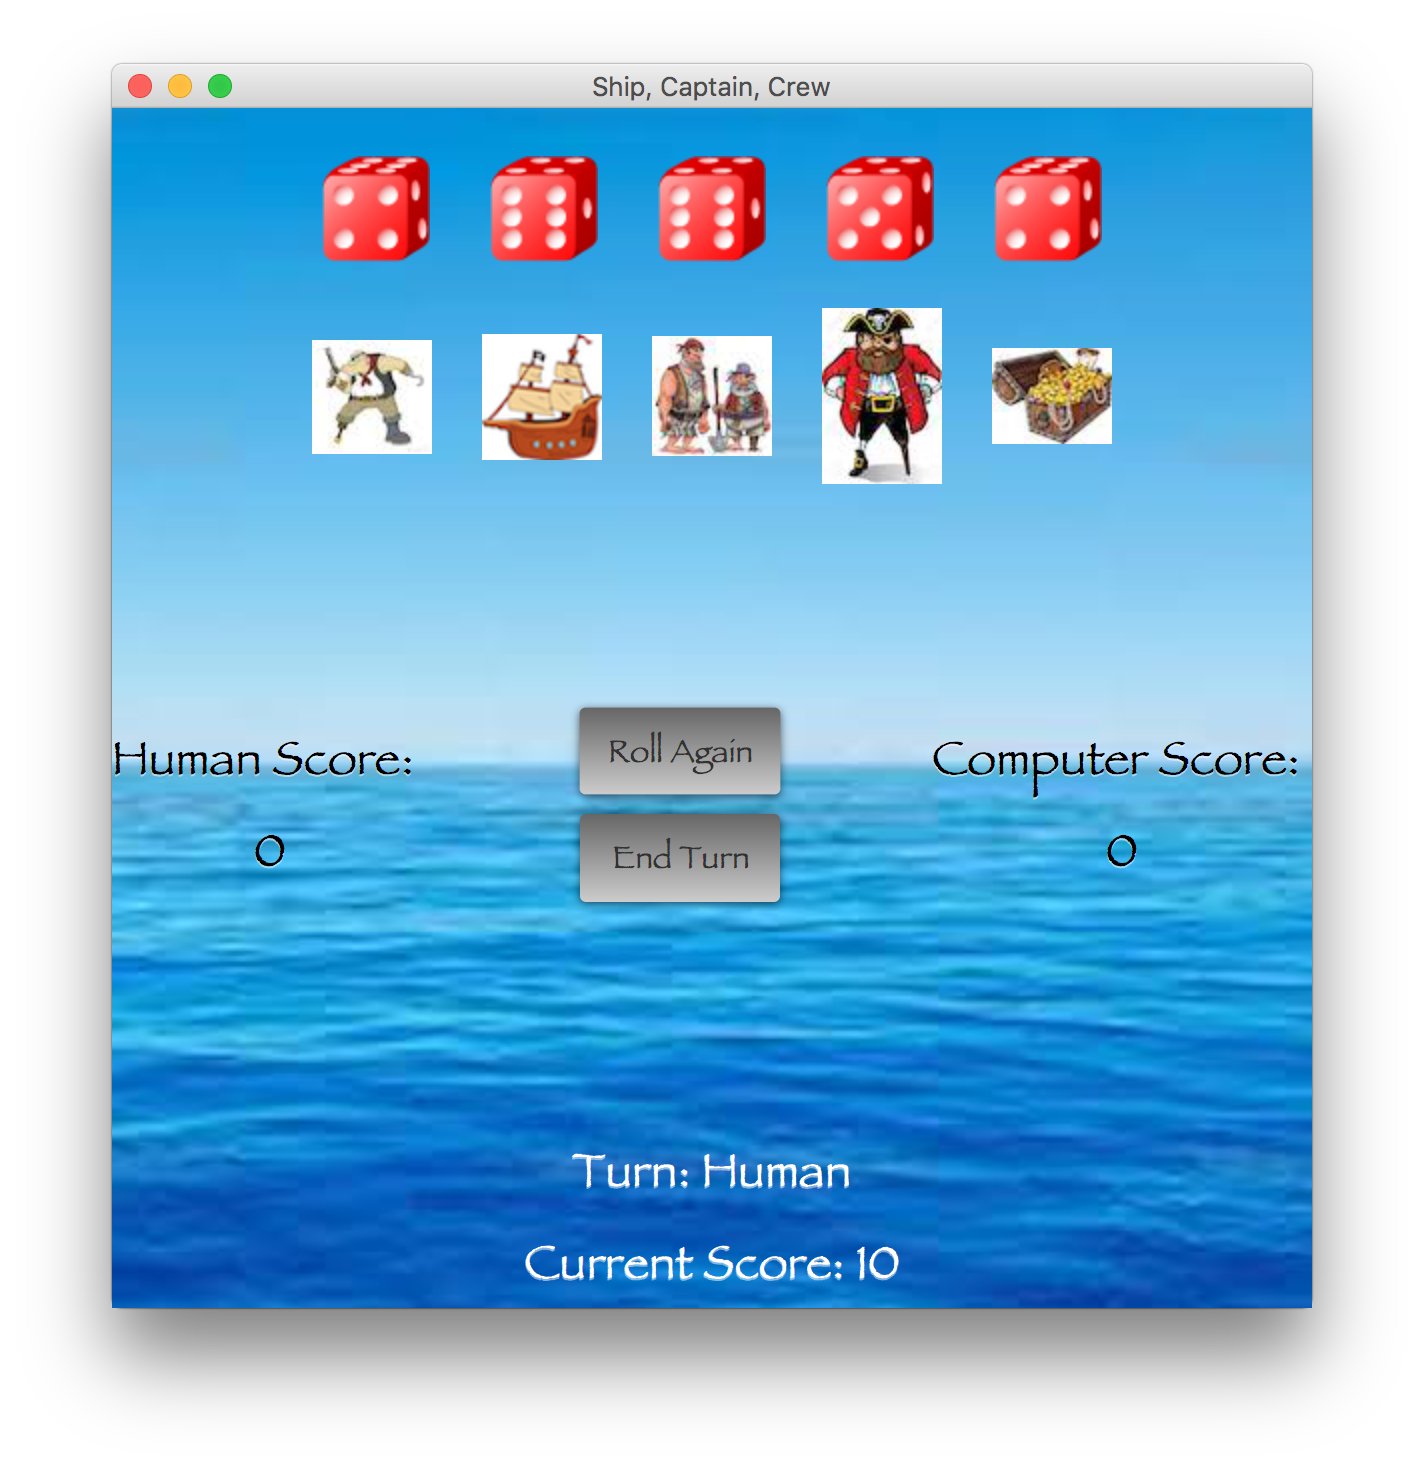 Ship, Captain, Crew
Roll Again
Human Score:
Computer Score:
0
End Turn
0
Turn: Human
Current Score: 10